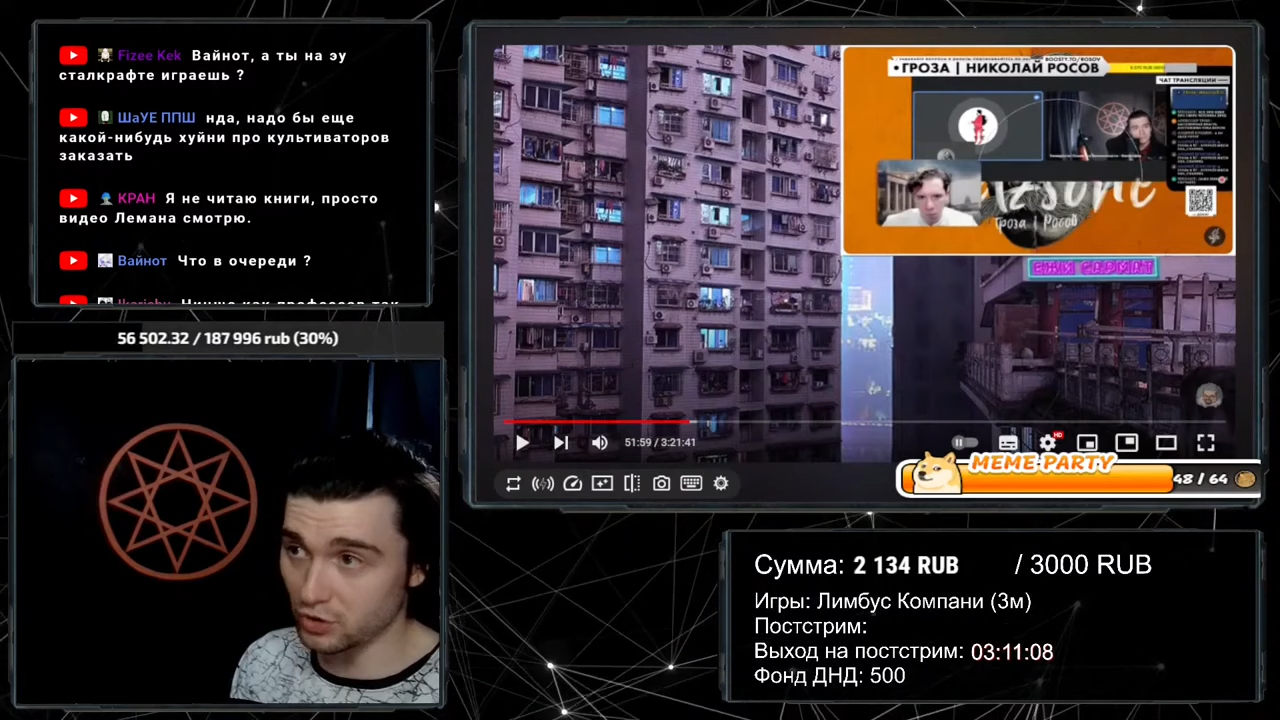 Fizee Kek Вайнот, а ты на эу
сталкрафте играешь ?
ШаУЕ ППШ нда, надо бы еще
какой-нибудь хуйни про культиваторов
заказать
КРАН Я не читаю книги, просто
видео Лемана смотрю.
Вайнот Что в очереди ?
56 502.32 / 187 996 rub (30%)
ГРОЗА | НИКОЛАЙ РОСОВ
ЧАТ ТРАНСЛЯЦИИ
Гроза | Росов
51:59 / 3:21:41
HD
MEME PARTY
48 / 64
Сумма: 2 134 RUB / 3000 RUB
Игры: Лимбус Компани (3м)
Постстрим:
Выход на постстрим: 03:11:08
Фонд ДНД: 500